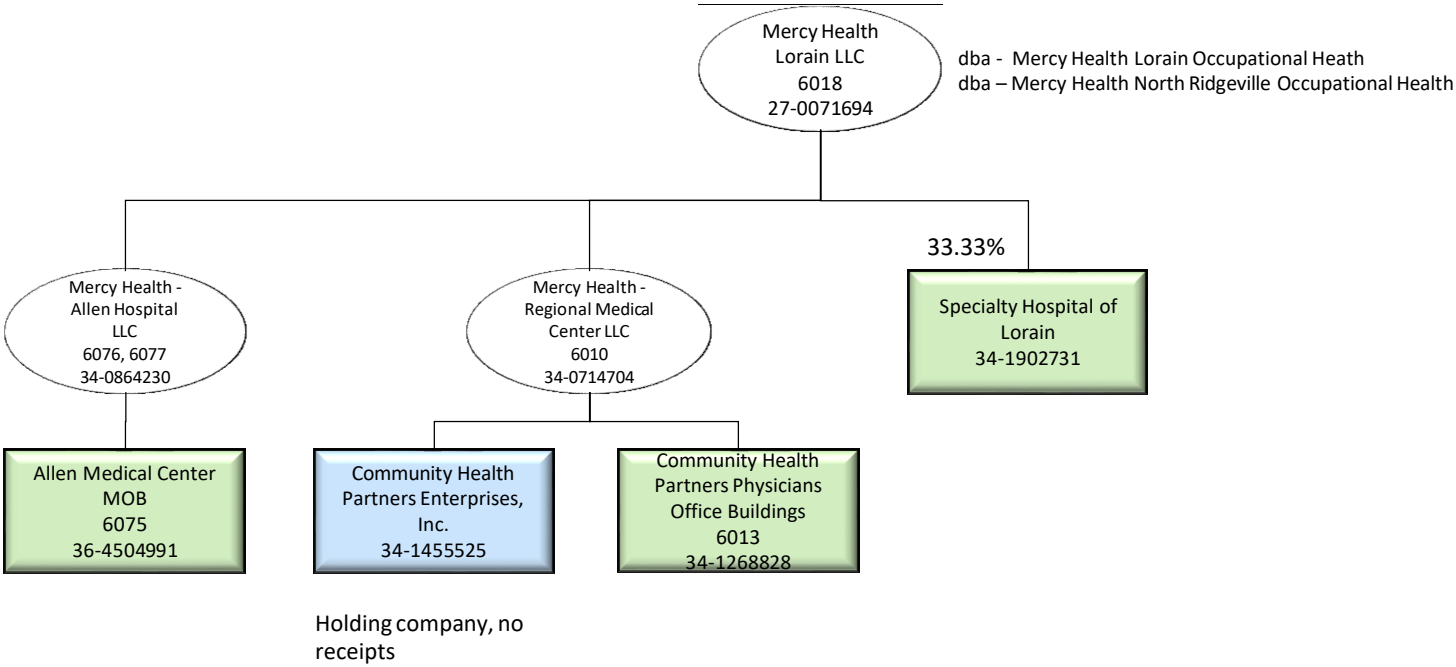 Mercy Health
Lorain LLC
6018
27-0071694
dba - Mercy Health Lorain Occupational Heath
dba – Mercy Health North Ridgeville Occupational Health
33.33%
Mercy Health -
Allen Hospital
LLC
6076, 6077
34-0864230
Mercy Health -
Regional Medical
Center LLC
6010
34-0714704
Specialty Hospital of
Lorain
34-1902731
Allen Medical Center
MOB
6075
36-4504991
Community Health
Partners Enterprises,
Inc.
34-1455525
Community Health
Partners Physicians
Office Buildings
6013
34-1268828
Holding company, no
receipts